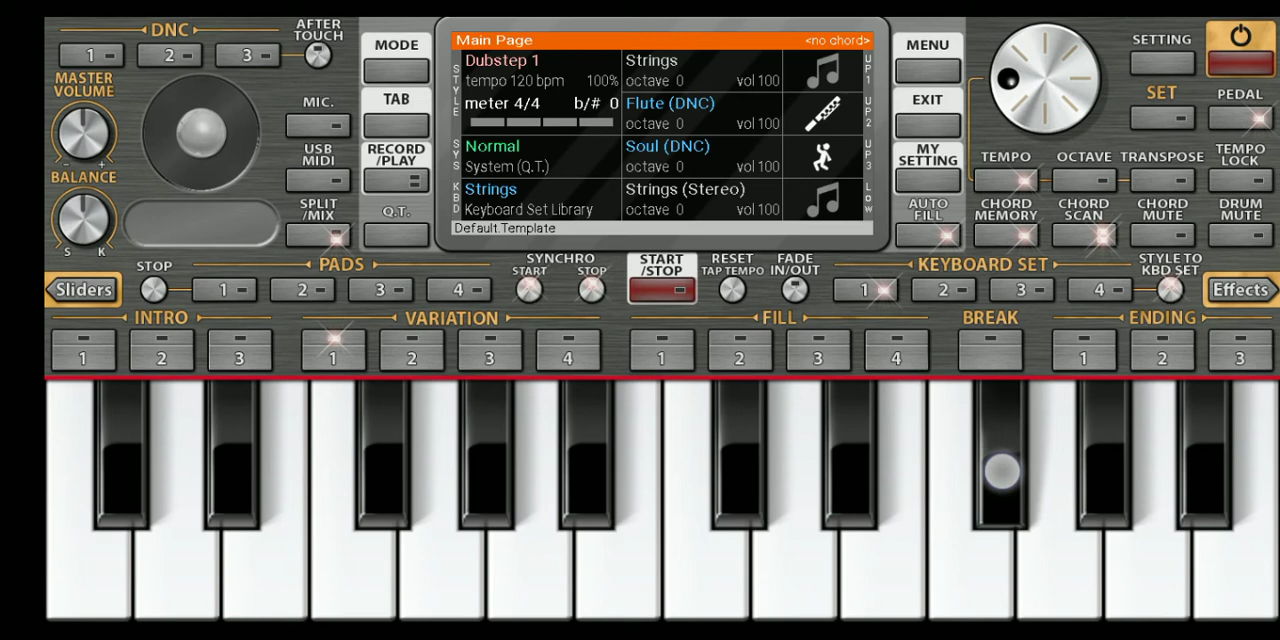 DNC
AFTER
TOUCH
1
2
3
MASTER
VOLUME
- +
BALANCE
S K
MIC.
USB
MIDI
SPLIT
/MIX
MODE
TAB
RECORD
/PLAY
Q.T.
Main Page <no chord>
STYLE
Dubstep 1
tempo 120 bpm 100%
meter 4/4 b/# 0
SYS
Normal
System (Q.T.)
KBD
Strings
Keyboard Set Library
Strings
octave 0 vol 100
UP1
Flute (DNC)
octave 0 vol 100
UP2
Soul (DNC)
octave 0 vol 100
UP3
Strings (Stereo)
octave 0 vol 100
Low
Default.Template
MENU
EXIT
MY
SETTING
AUTO
FILL
SETTING
SET
PEDAL
TEMPO
OCTAVE
TRANSPOSE
TEMPO
LOCK
CHORD
MEMORY
CHORD
SCAN
CHORD
MUTE
DRUM
MUTE
Sliders
STOP
PADS
1
2
3
4
SYNCHRO
START
STOP
START
/STOP
RESET
TAP TEMPO
FADE
IN/OUT
KEYBOARD SET
1
2
3
4
STYLE TO
KBD SET
Effects
INTRO
1
2
3
VARIATION
1
2
3
4
FILL
1
2
3
4
BREAK
ENDING
1
2
3